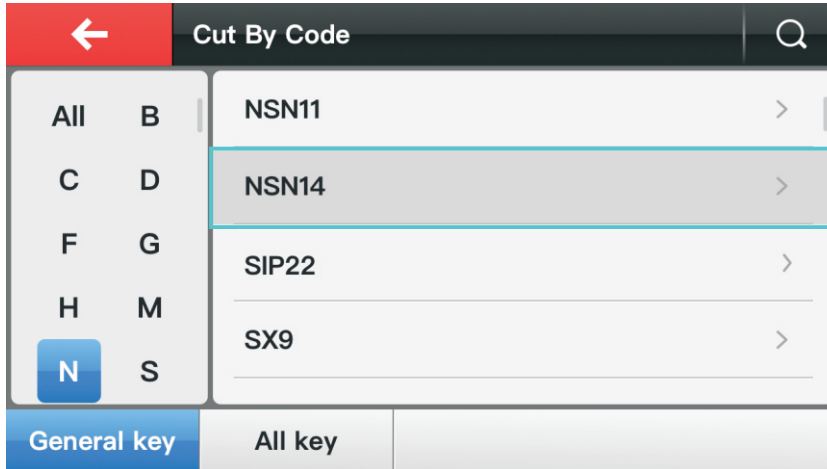 Cut By Code
All B
C D
F G
H M
N S
NSN11
NSN14
SIP22
SX9
General key
All key